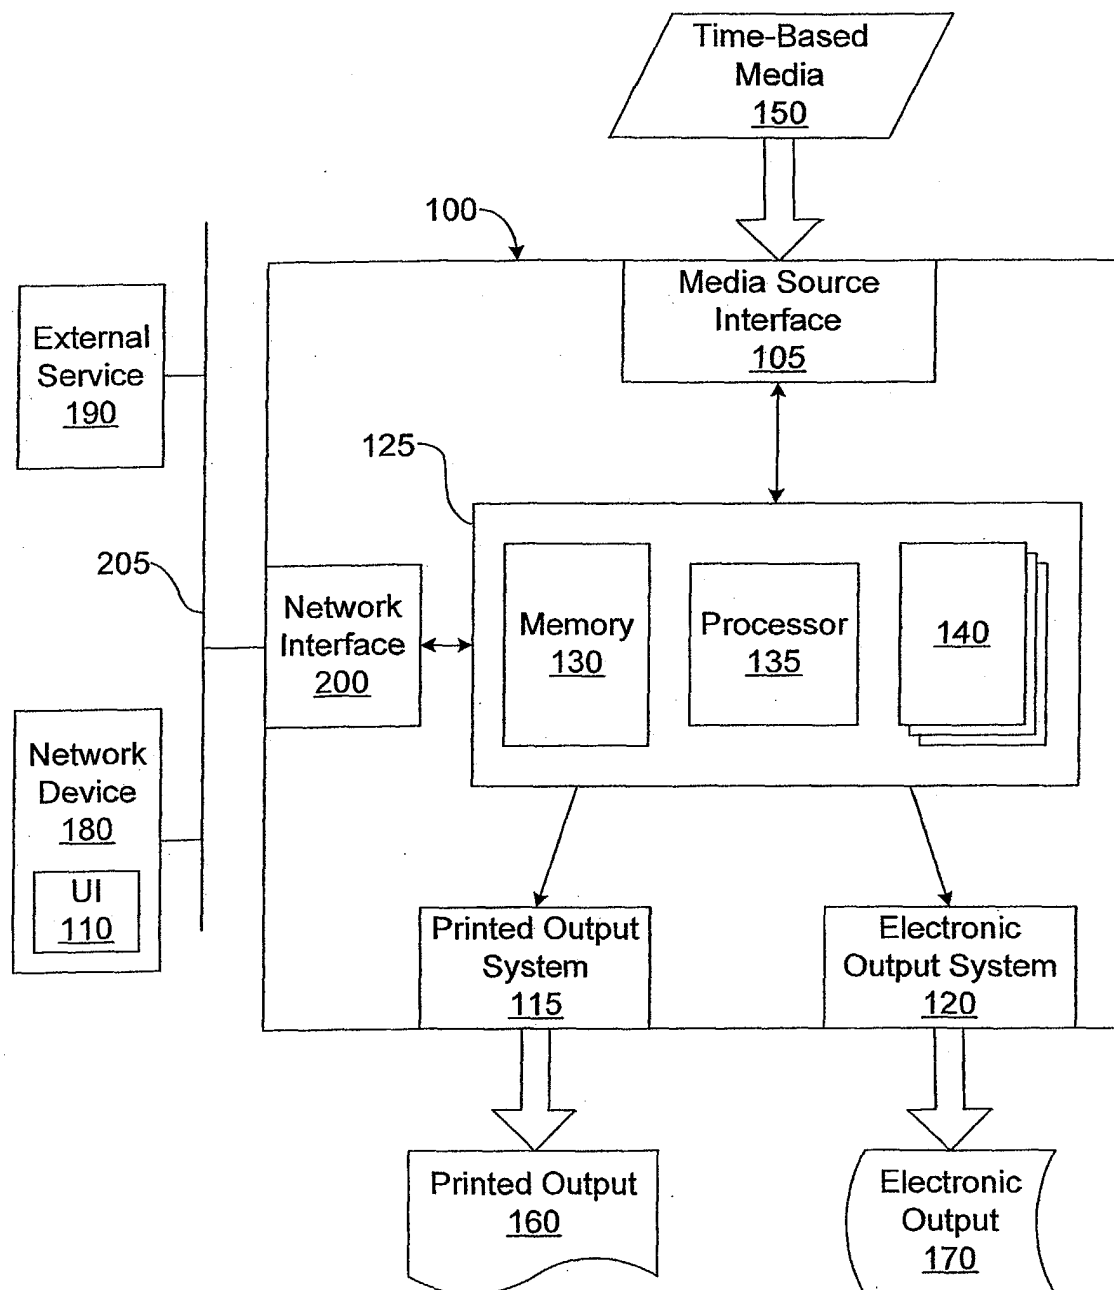 Time-Based
Media
150
100
Media Source
Interface
105
External
Service
190
125
205
Network
Interface
200
Memory
130
Processor
135
140
Network
Device
180
UI
110
Printed Output
System
115
Electronic
Output System
120
Printed Output
160
Electronic
Output
170